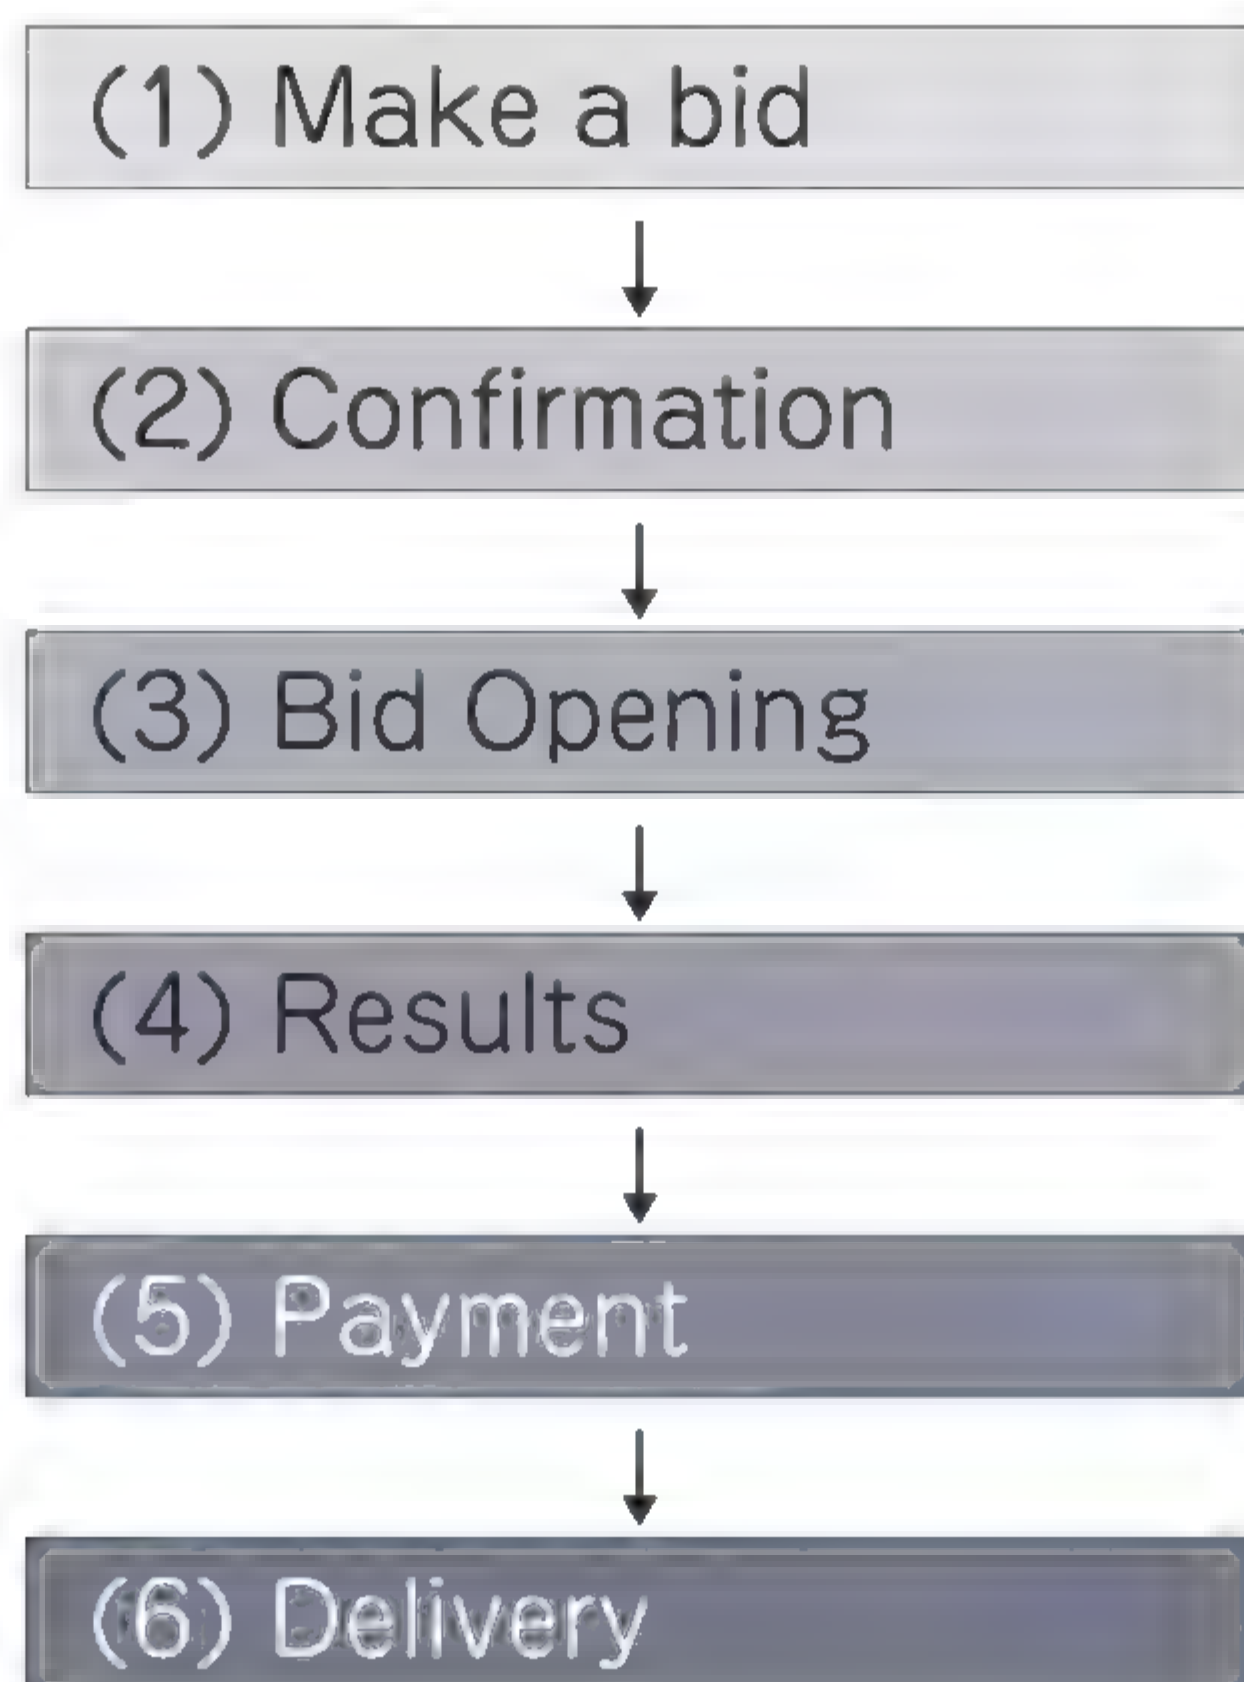 (1) Make a bid
(2) Confirmation
(3) Bid Opening
(4) Results
(5) Payment
(6) Delivery